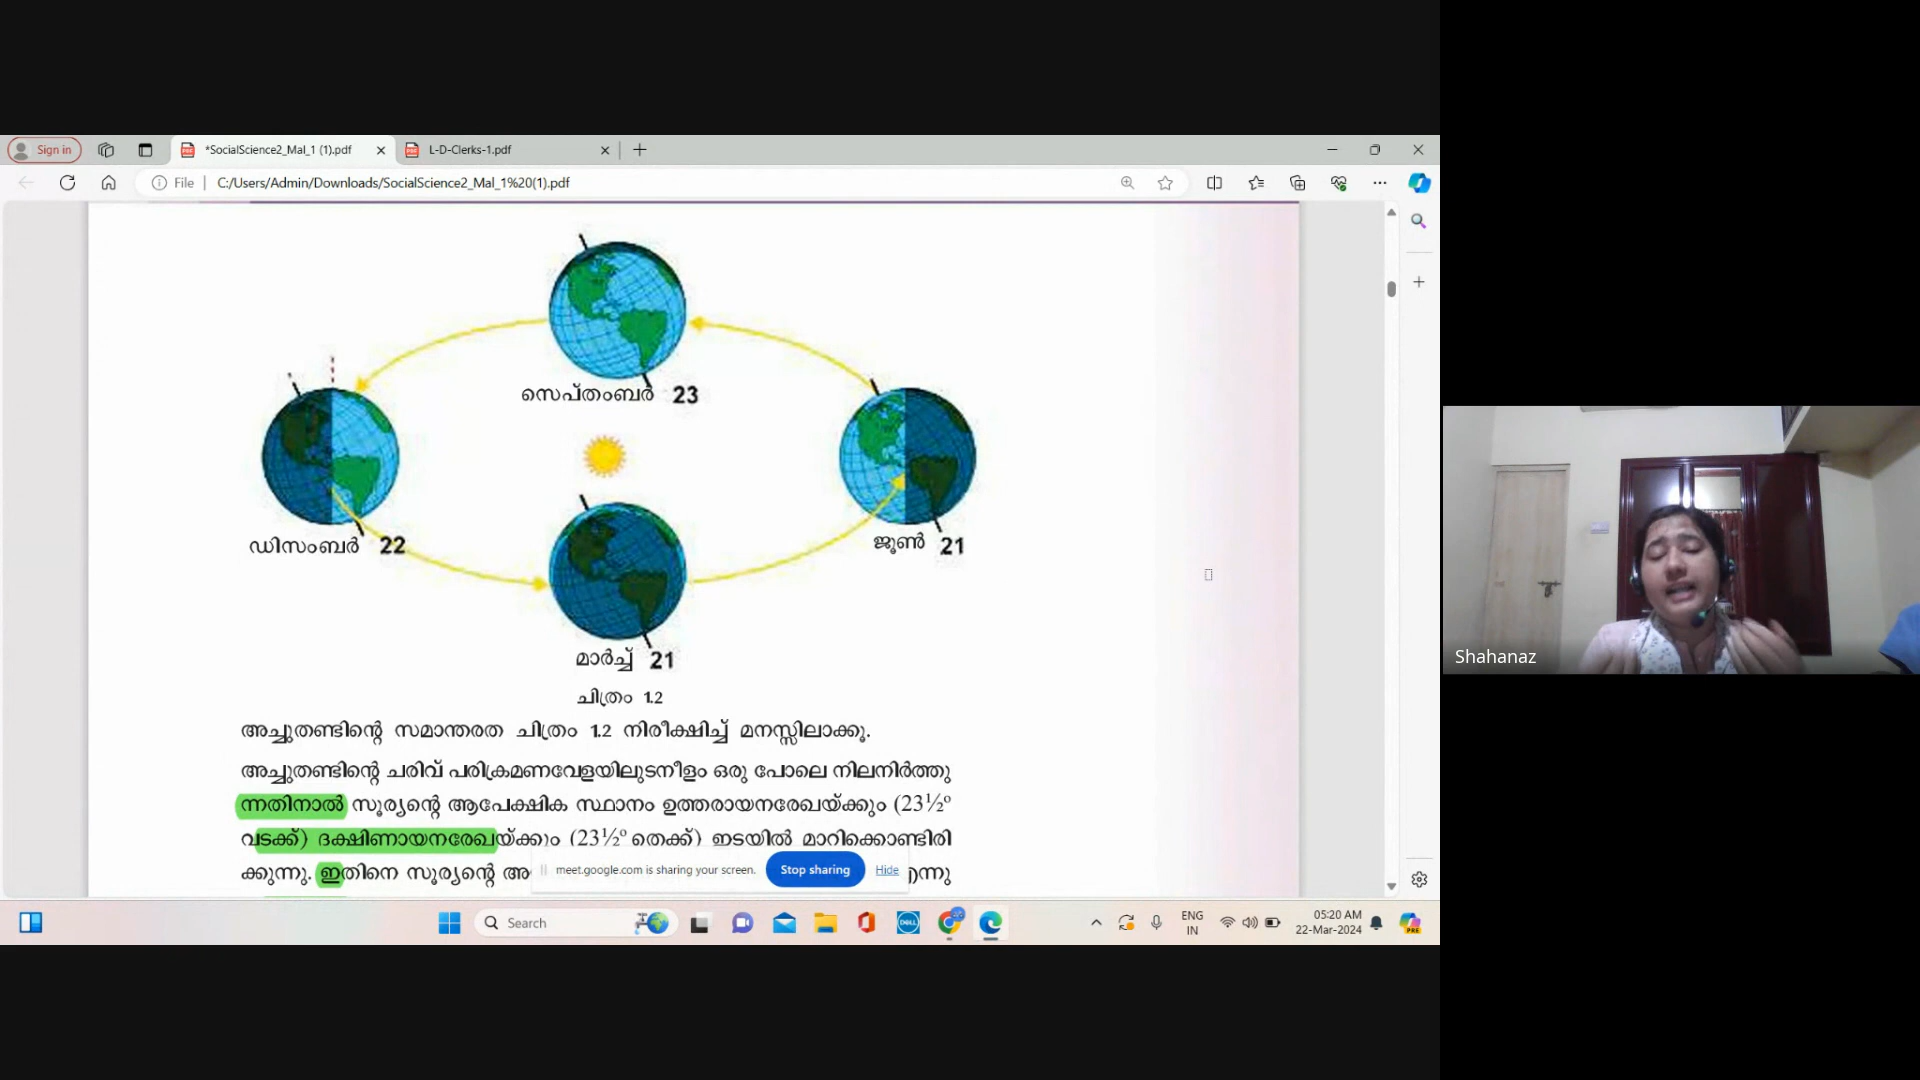 Sign in
*SocialScience2_Mal_1 (1).pdf
L-D-Clerks-1.pdf
File
C:/Users/Admin/Downloads/SocialScience2_Mal_1%20(1).pdf
സെപ്തംബർ 23
ഡിസംബർ 22
ജൂൺ 21
മാർച്ച് 21
ചിത്രം 1.2
അച്ചുതണ്ടിന്റെ സമാന്തരത ചിത്രം 1.2 നിരീക്ഷിച്ച് മനസ്സിലാക്കൂ.
അച്ചുതണ്ടിന്റെ ചരിവ് പരിക്രമണവേളയിലുടനീളം ഒരു പോലെ നിലനിർത്തു
ന്നതിനാൽ സൂര്യന്റെ ആപേക്ഷിക സ്ഥാനം ഉത്തരായനരേഖയ്ക്കും (23½°
വടക്ക്) ദക്ഷിണായനരേഖയ്ക്കും (23½° തെക്ക്) ഇടയിൽ മാറിക്കൊണ്ടിരി
ക്കുന്നു. ഇതിനെ സൂര്യന്റെ അ
എന്നു
meet.google.com is sharing your screen.
Stop sharing
Hide
Shahanaz
Search
ENG
IN
05:20 AM
22-Mar-2024
PRE
DELL